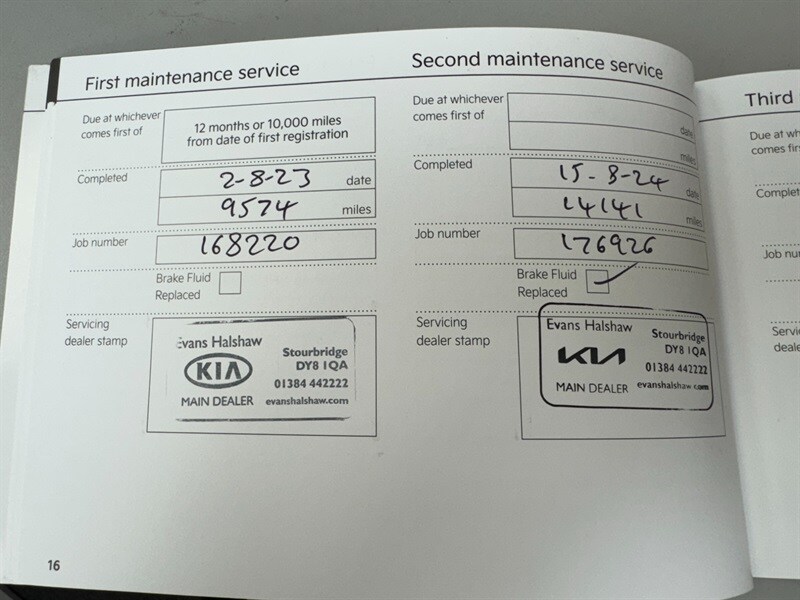 First maintenance service
Due at whichever
comes first of
12 months or 10,000 miles
from date of first registration
Completed
2-8-23 date
9574 miles
Job number
168220
Brake Fluid
Replaced
Servicing
dealer stamp
Evans Halshaw
KIA
Stourbridge
DY8 1QA
01384 442222
MAIN DEALER evanshalshaw.com
16
Second maintenance service
Due at whichever
comes first of
date
miles
Completed
15-8-24 date
14141 miles
Job number
176926
Brake Fluid
Replaced
Servicing
dealer stamp
Evans Halshaw
KIA
Stourbridge
DY8 1QA
01384 442222
MAIN DEALER evanshalshaw.com
Third
Due at wh
comes firs
Complet
Job nu
Servi
deale